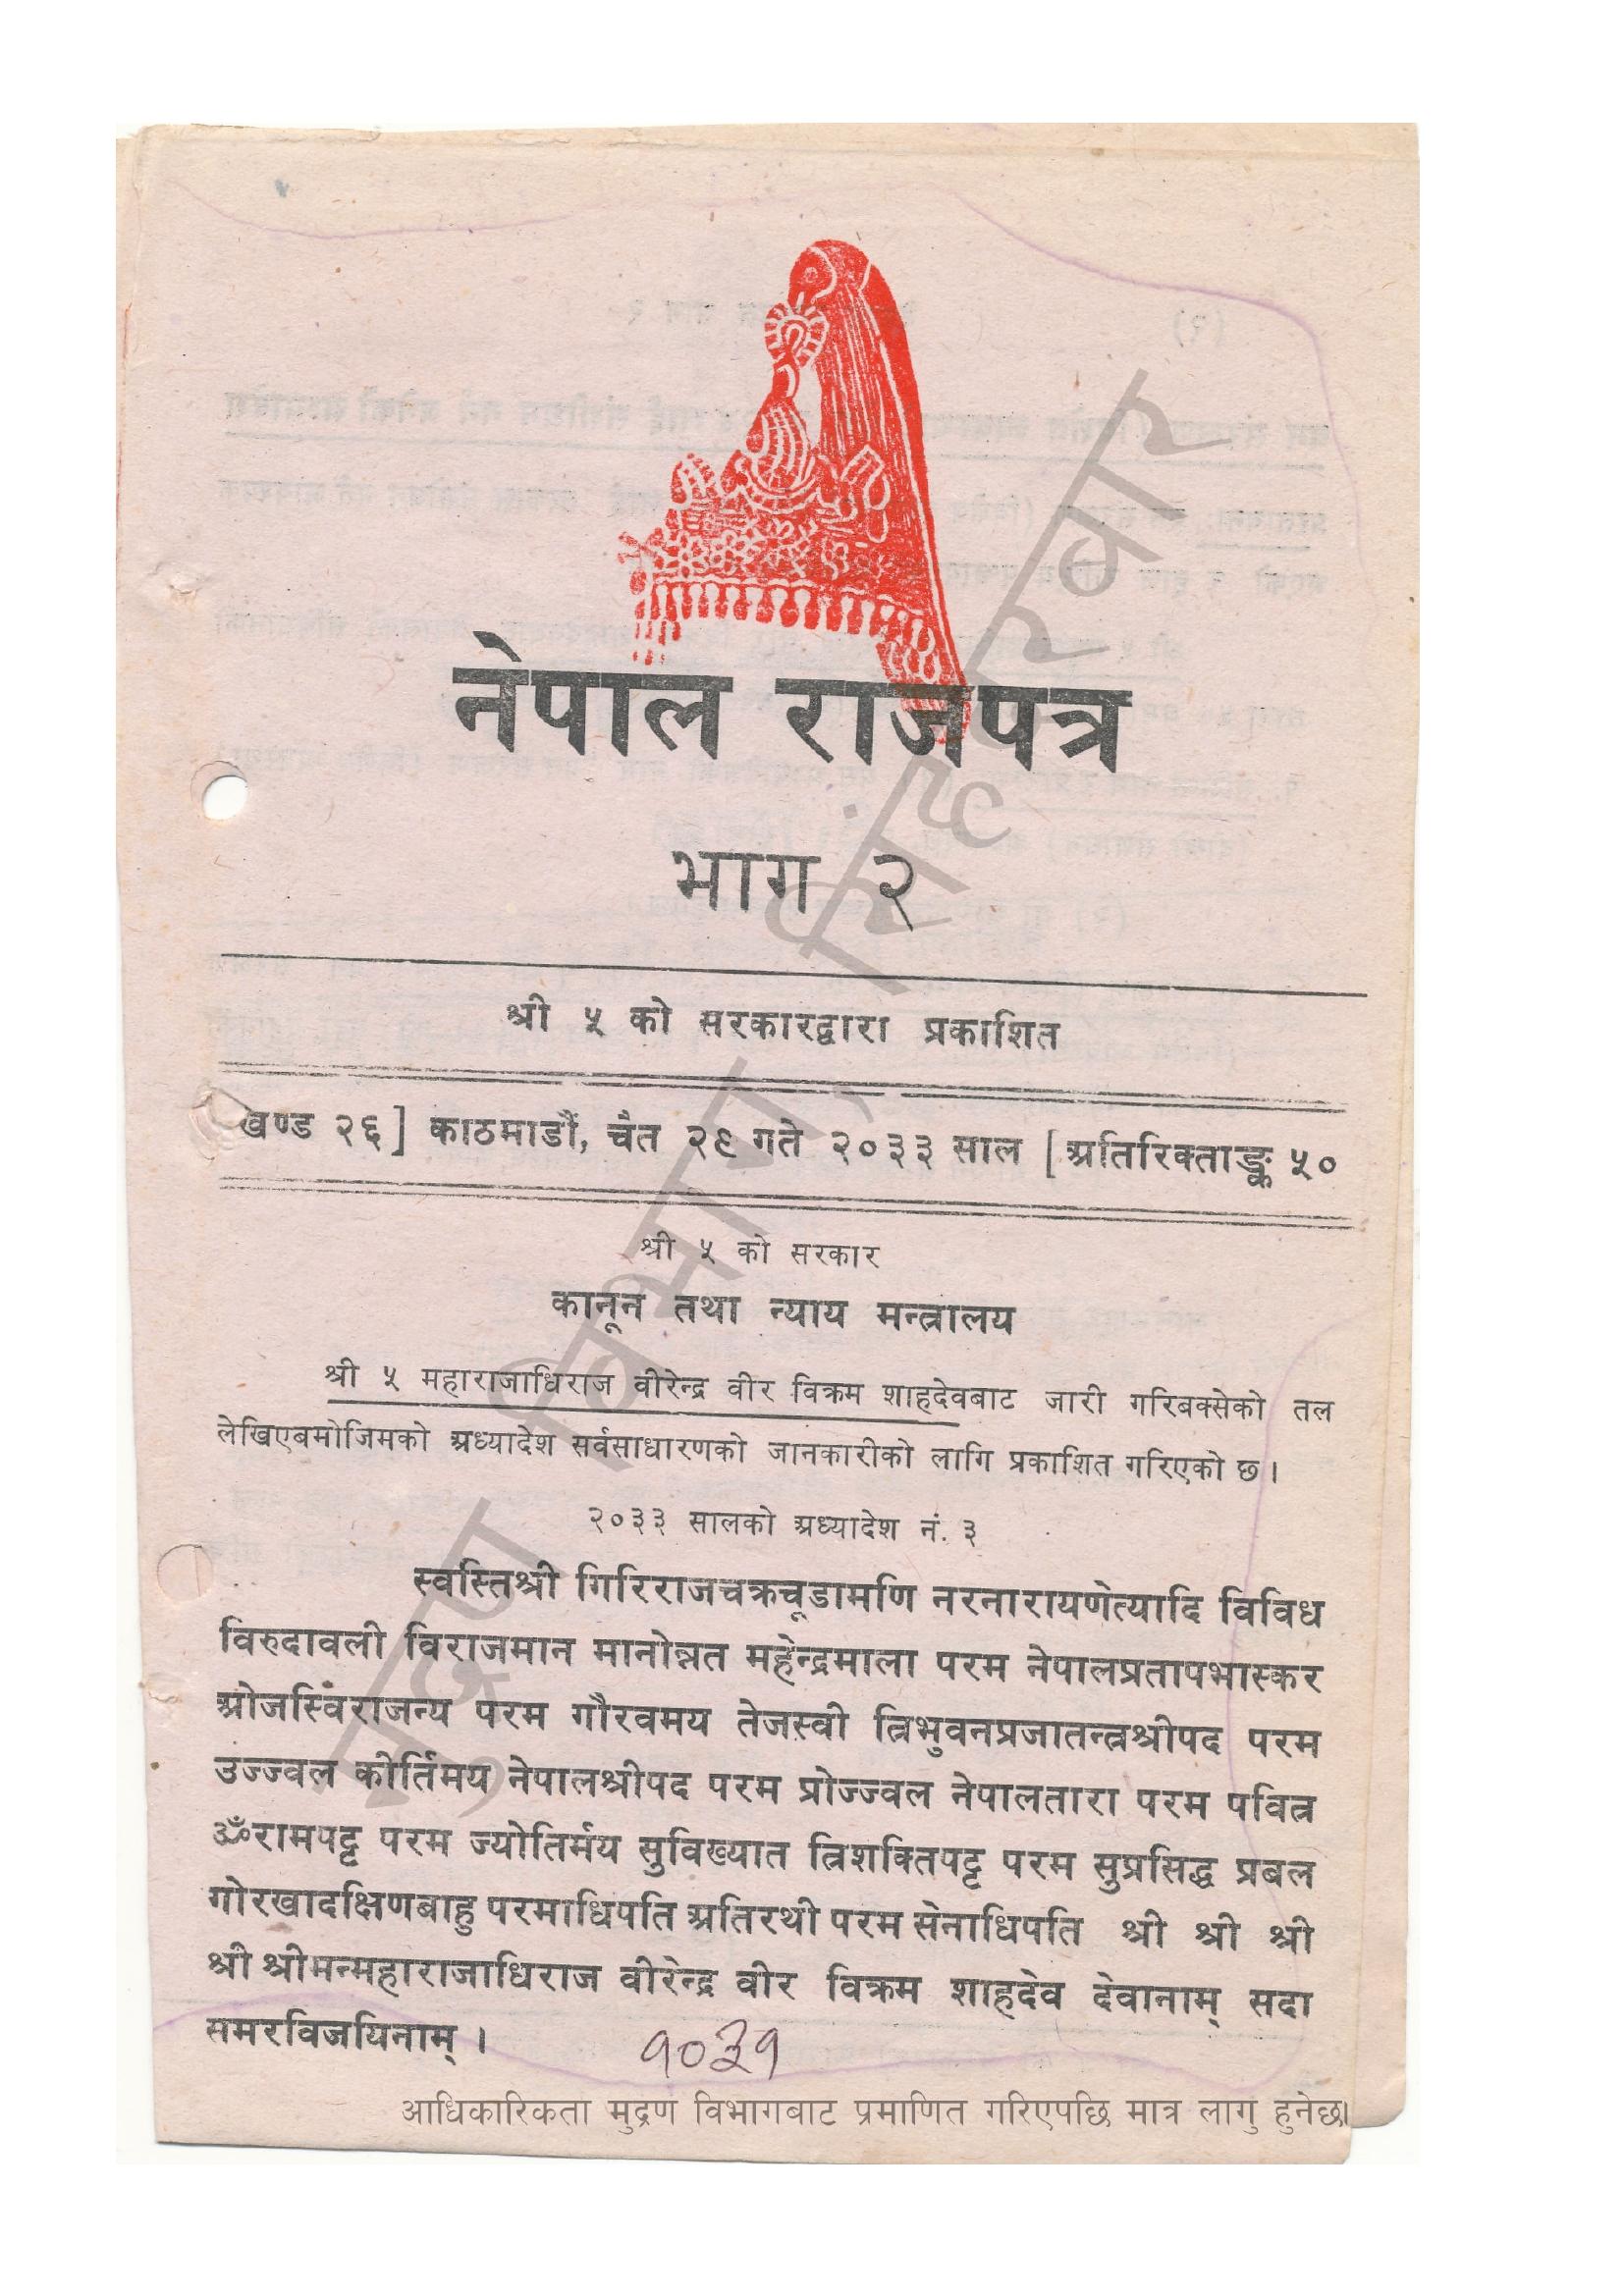 नेपाल राजपत्र
भाग २
श्री ५ को सरकारद्वारा प्रकाशित
खण्ड २६] काठमाडौं, चैत २९ गते २०३३ साल [अतिरिक्ताङ्क ५०
श्री ५ को सरकार
कानून तथा न्याय मन्त्रालय
श्री ५ महाराजाधिराज वीरेन्द्र वीर विक्रम शाहदेवबाट जारी गरिबक्सेको तल
लेखिएबमोजिमको अध्यादेश सर्वसाधारणको जानकारीको लागि प्रकाशित गरिएको छ।
२०३३ सालको अध्यादेश नं. ३
स्वस्तिश्री गिरिराजचक्रचूडामणि नरनारायणेत्यादि विविध
विरुदावली विराजमान मानोन्नत महेन्द्रमाला परम नेपालप्रतापभास्कर
ओजस्विराजन्य परम गौरवमय तेजस्वी त्रिभुवनप्रजातन्त्रश्रीपद परम
उज्ज्वल कीर्तिमय नेपालश्रीपद परम प्रोज्ज्वल नेपालतारा परम पवित्र
ॐरामपट्ट परम ज्योतिर्मय सुविख्यात त्रिशक्तिपट्ट परम सुप्रसिद्ध प्रबल
गोरखादक्षिणबाहु परमाधिपति अतिरथी परम सेनाधिपति श्री श्री श्री
श्री श्रीमन्महाराजाधिराज वीरेन्द्र वीर विक्रम शाहदेव देवानाम् सदा
समरविजयिनाम् ।
१०३१
आधिकारिकता मुद्रण विभागबाट प्रमाणित गरिएपछि मात्र लागु हुनेछ।
मुद्रण विभाग, सिंहदरवार